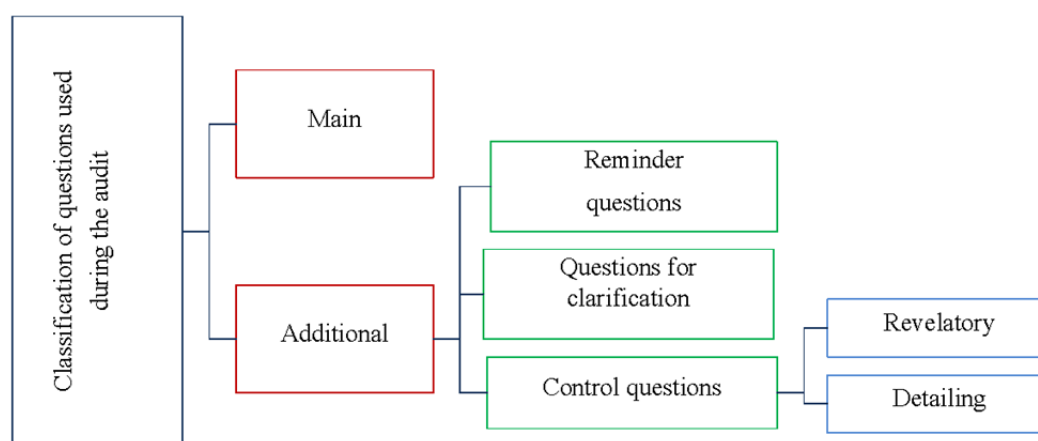 Classification of questions used
during the audit
Main
Additional
Reminder
questions
Questions for
clarification
Control questions
Revelatory
Detailing